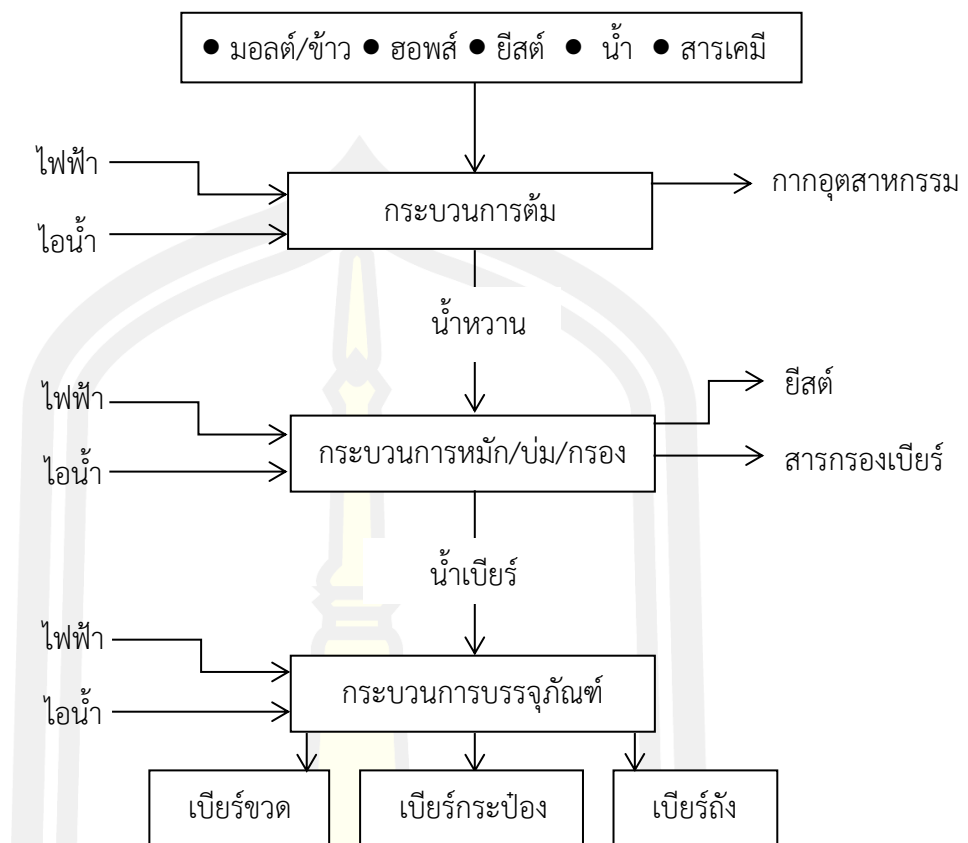 ● มอลต์/ข้าว ● ฮอพส์ ● ยีสต์ ● น้ำ ● สารเคมี
ไฟฟ้า
กากอุตสาหกรรม
กระบวนการต้ม
ไอน้ำ
น้ำหวาน
ยีสต์
ไฟฟ้า
กระบวนการหมัก/บ่ม/กรอง
สารกรองเบียร์
ไอน้ำ
น้ำเบียร์
ไฟฟ้า
กระบวนการบรรจุภัณฑ์
ไอน้ำ
เบียร์ขวด
เบียร์กระป๋อง
เบียร์ถัง